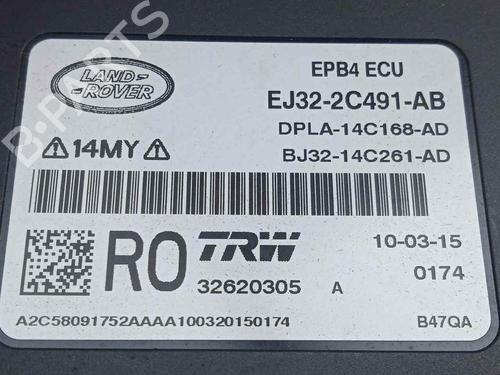 LAND-
ROVER
EPB4 ECU
EJ32-2C491-AB
DPLA-14C168-AD
⚠14MY⚠
BJ32-14C261-AD
RO
TRW
10-03-15
32620305 A
0174
A2C58091752AAAA100320150174
B47QA
B-PARTS